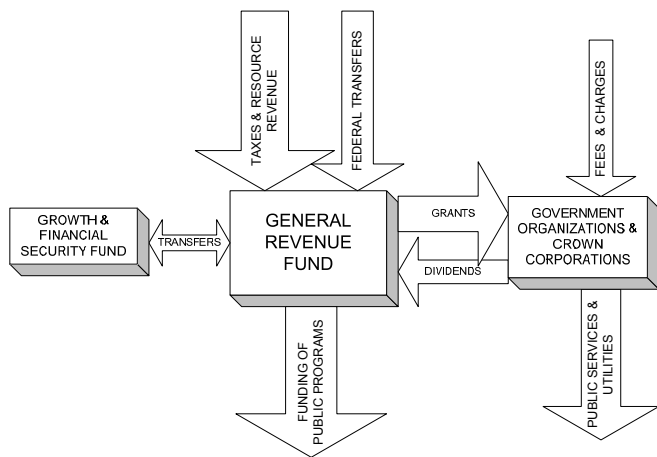 TAXES & RESOURCE
REVENUE
FEDERAL TRANSFERS
FEES & CHARGES
GROWTH &
FINANCIAL
SECURITY FUND
TRANSFERS
GENERAL
REVENUE
FUND
GRANTS
DIVIDENDS
GOVERNMENT
ORGANIZATIONS &
CROWN
CORPORATIONS
FUNDING OF
PUBLIC PROGRAMS
PUBLIC SERVICES &
UTILITIES